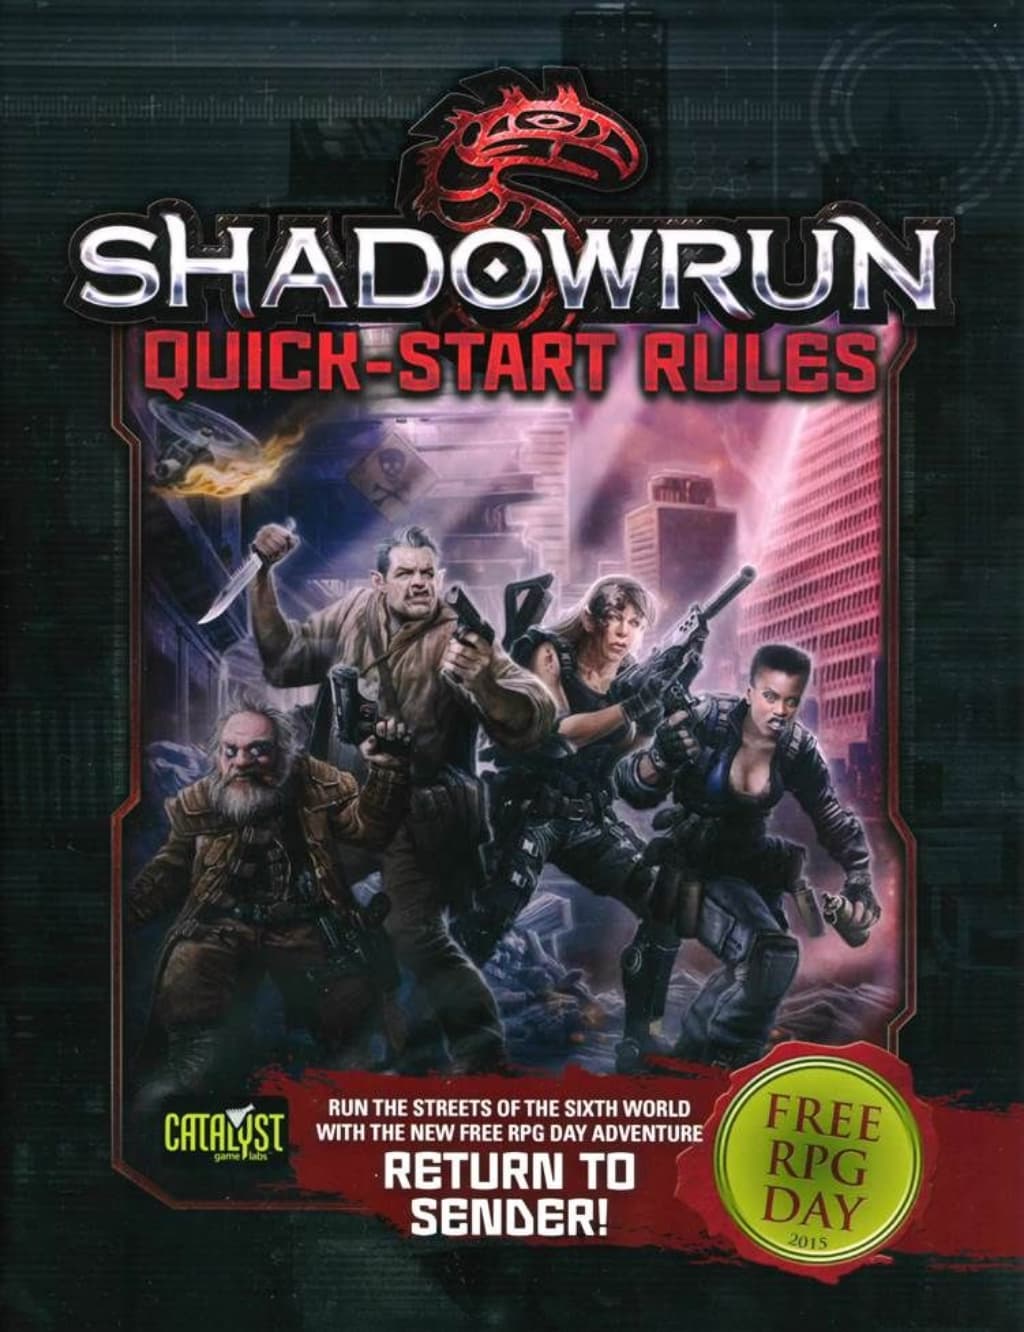 SHADOWRUN
QUICK-START RULES
CATALYST
game labs™
RUN THE STREETS OF THE SIXTH WORLD
WITH THE NEW FREE RPG DAY ADVENTURE
RETURN TO
SENDER!
FREE
RPG
DAY
2015